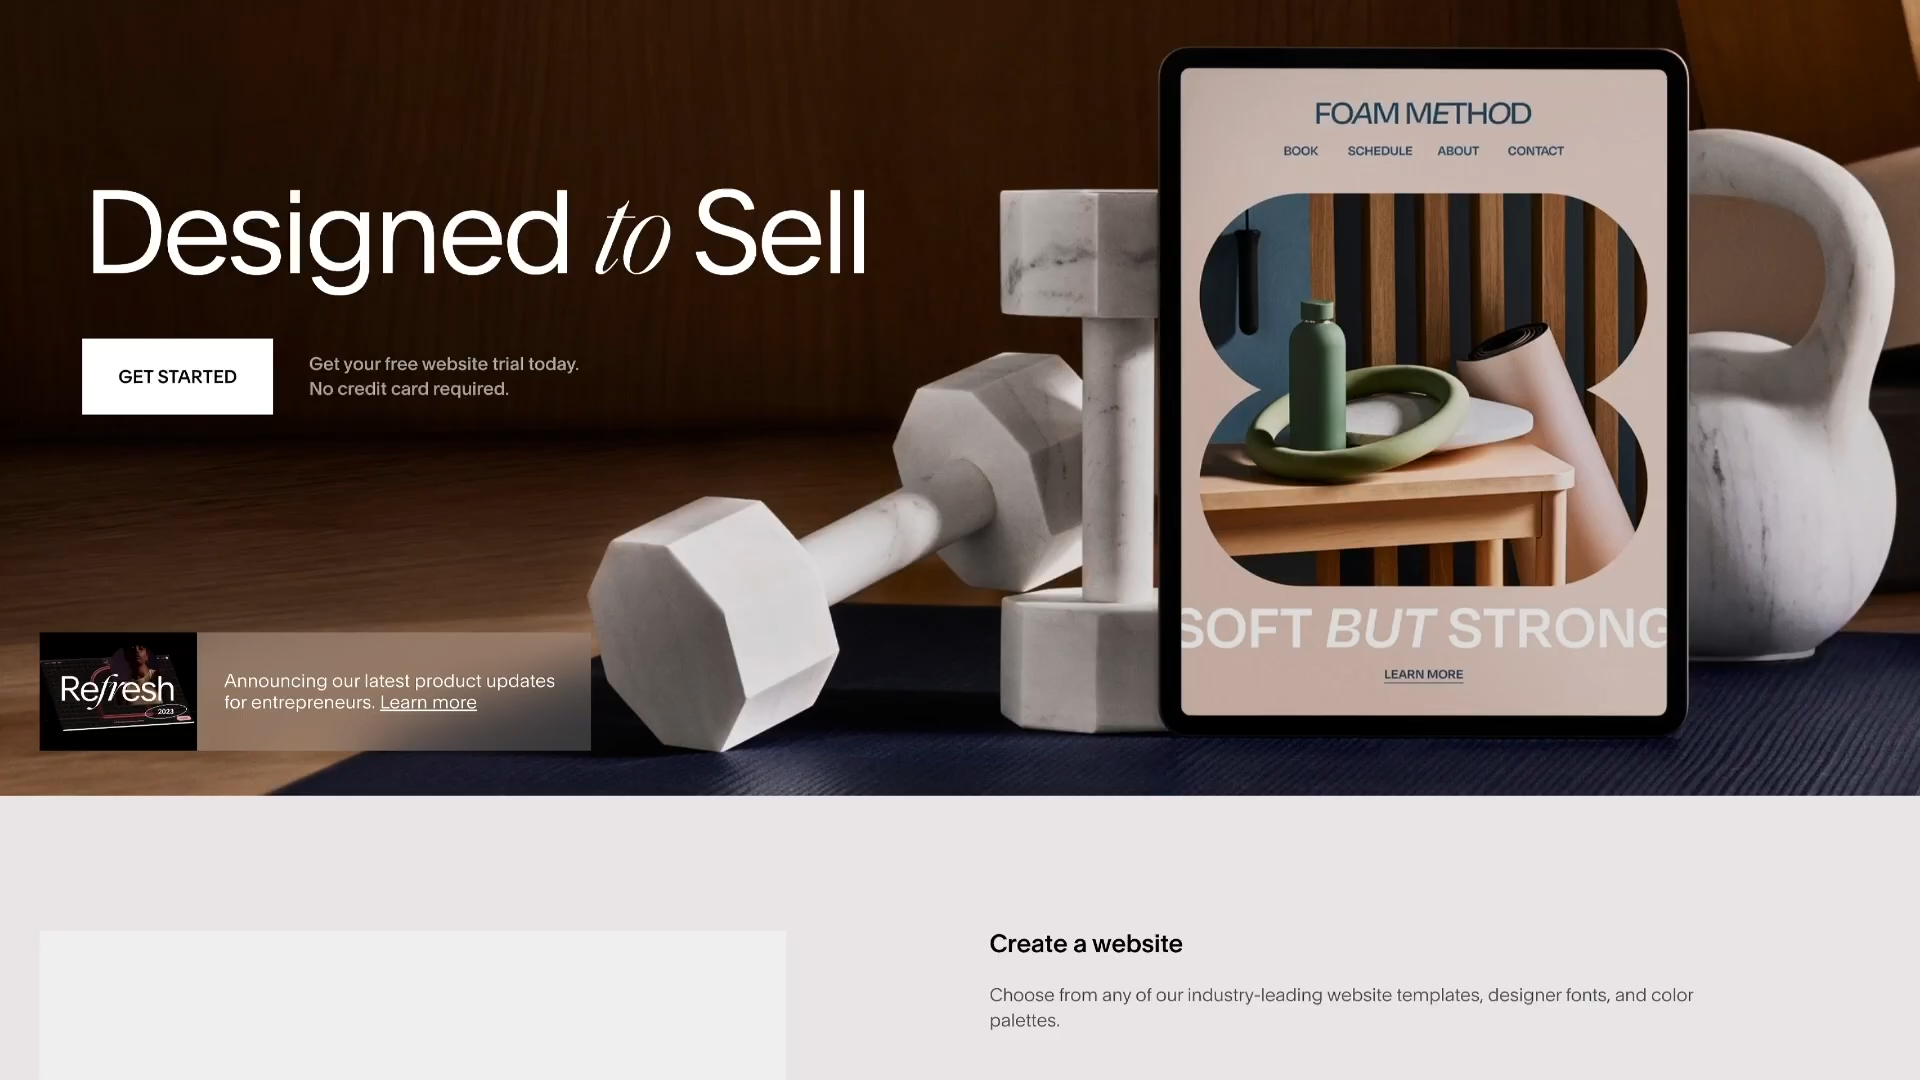 Designed to Sell
GET STARTED
Get your free website trial today.
No credit card required.
Refresh
2023
Announcing our latest product updates
for entrepreneurs. Learn more
FOAM METHOD
BOOK SCHEDULE ABOUT CONTACT
SOFT BUT STRONG
LEARN MORE
Create a website
Choose from any of our industry-leading website templates, designer fonts, and color
palettes.